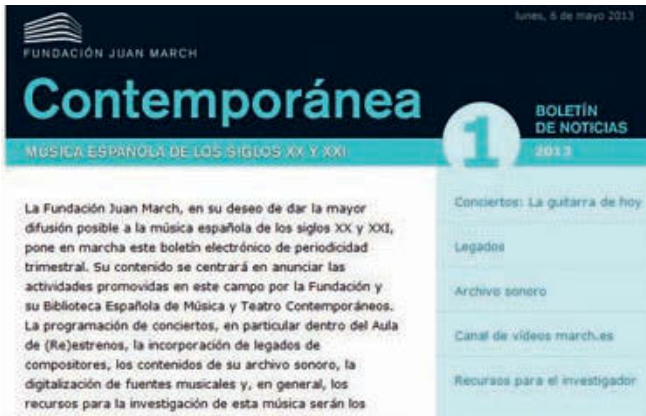 lunes, 6 de mayo 2013
FUNDACIÓN JUAN MARCH
Contemporánea
1
BOLETÍN
DE NOTICIAS
MÚSICA ESPAÑOLA DE LOS SIGLOS XX Y XXI
2013
La Fundación Juan March, en su deseo de dar la mayor
difusión posible a la música española de los siglos XX y XXI,
pone en marcha este boletín electrónico de periodicidad
trimestral. Su contenido se centrará en anunciar las
actividades promovidas en este campo por la Fundación y
su Biblioteca Española de Música y Teatro Contemporáneos.
La programación de conciertos, en particular dentro del Aula
de (Re)estrenos, la incorporación de legados de
compositores, los contenidos de su archivo sonoro, la
digitalización de fuentes musicales y, en general, los
recursos para la investigación de esta música serán los
Conciertos: La guitarra de hoy
Legados
Archivo sonoro
Canal de vídeos march.es
Recursos para el investigador